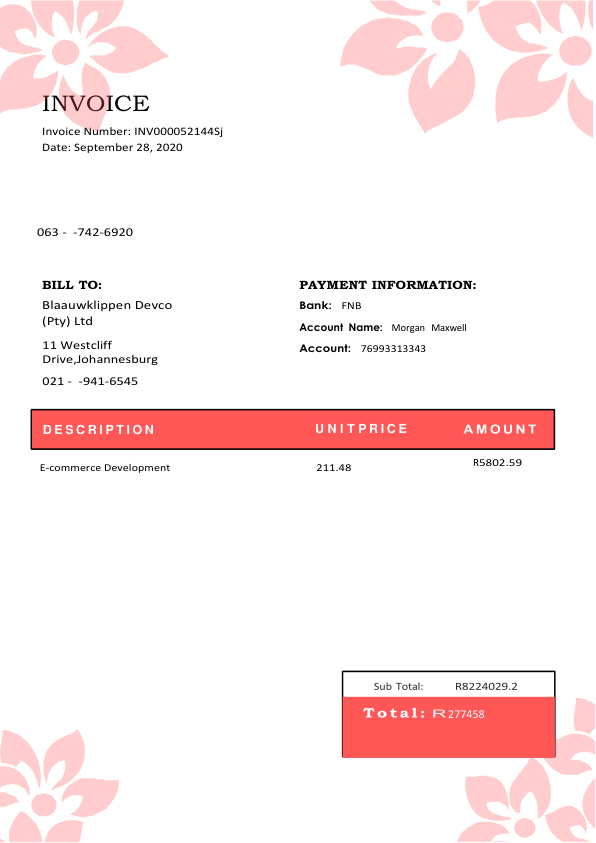 INVOICE
Invoice Number: INV000052144Sj
Date: September 28, 2020
063 - -742-6920
BILL TO:
Blaauwklippen Devco
(Pty) Ltd
11 Westcliff
Drive,Johannesburg
021 - -941-6545
PAYMENT INFORMATION:
Bank: FNB
Account Name: Morgan Maxwell
Account: 76993313343
DESCRIPTION UNITPRICE AMOUNT
E-commerce Development 211.48 R5802.59
Sub Total: R8224029.2
Total: R277458